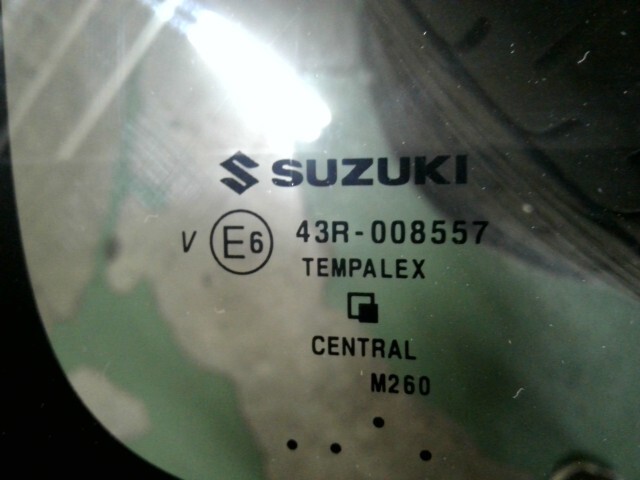 SUZUKI
V E6 43R-008557
TEMPALEX
CENTRAL
M260